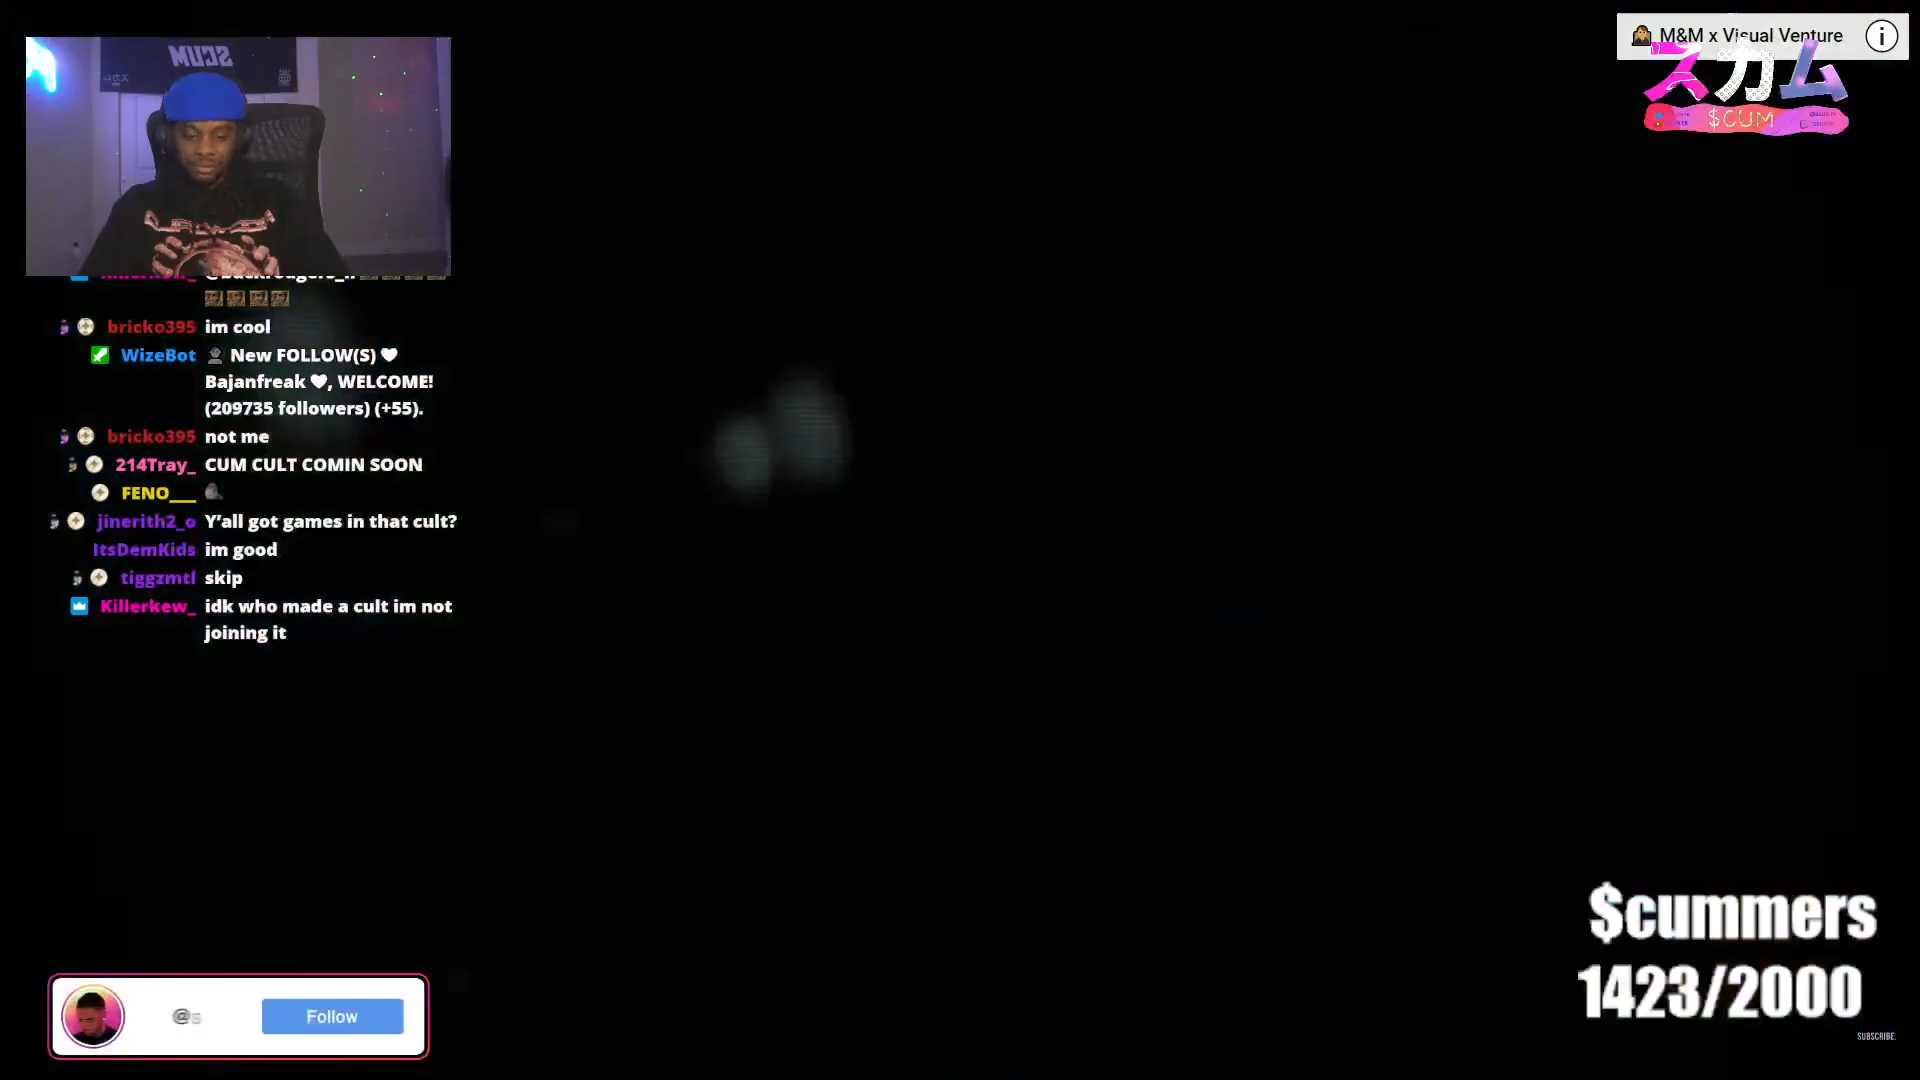 SCUM
M&M x Visual Venture
スカム
$CUM
bricko395 im cool
WizeBot New FOLLOW(S)
Bajanfreak , WELCOME!
(209735 followers) (+55).
bricko395 not me
214Tray_ CUM CULT COMIN SOON
FENO___
jinerith2_o Y'all got games in that cult?
ItsDemKids im good
tiggzmtl skip
Killerkew_ idk who made a cult im not
joining it
$cummers
1423/2000
SUBSCRIBE.
@s
Follow